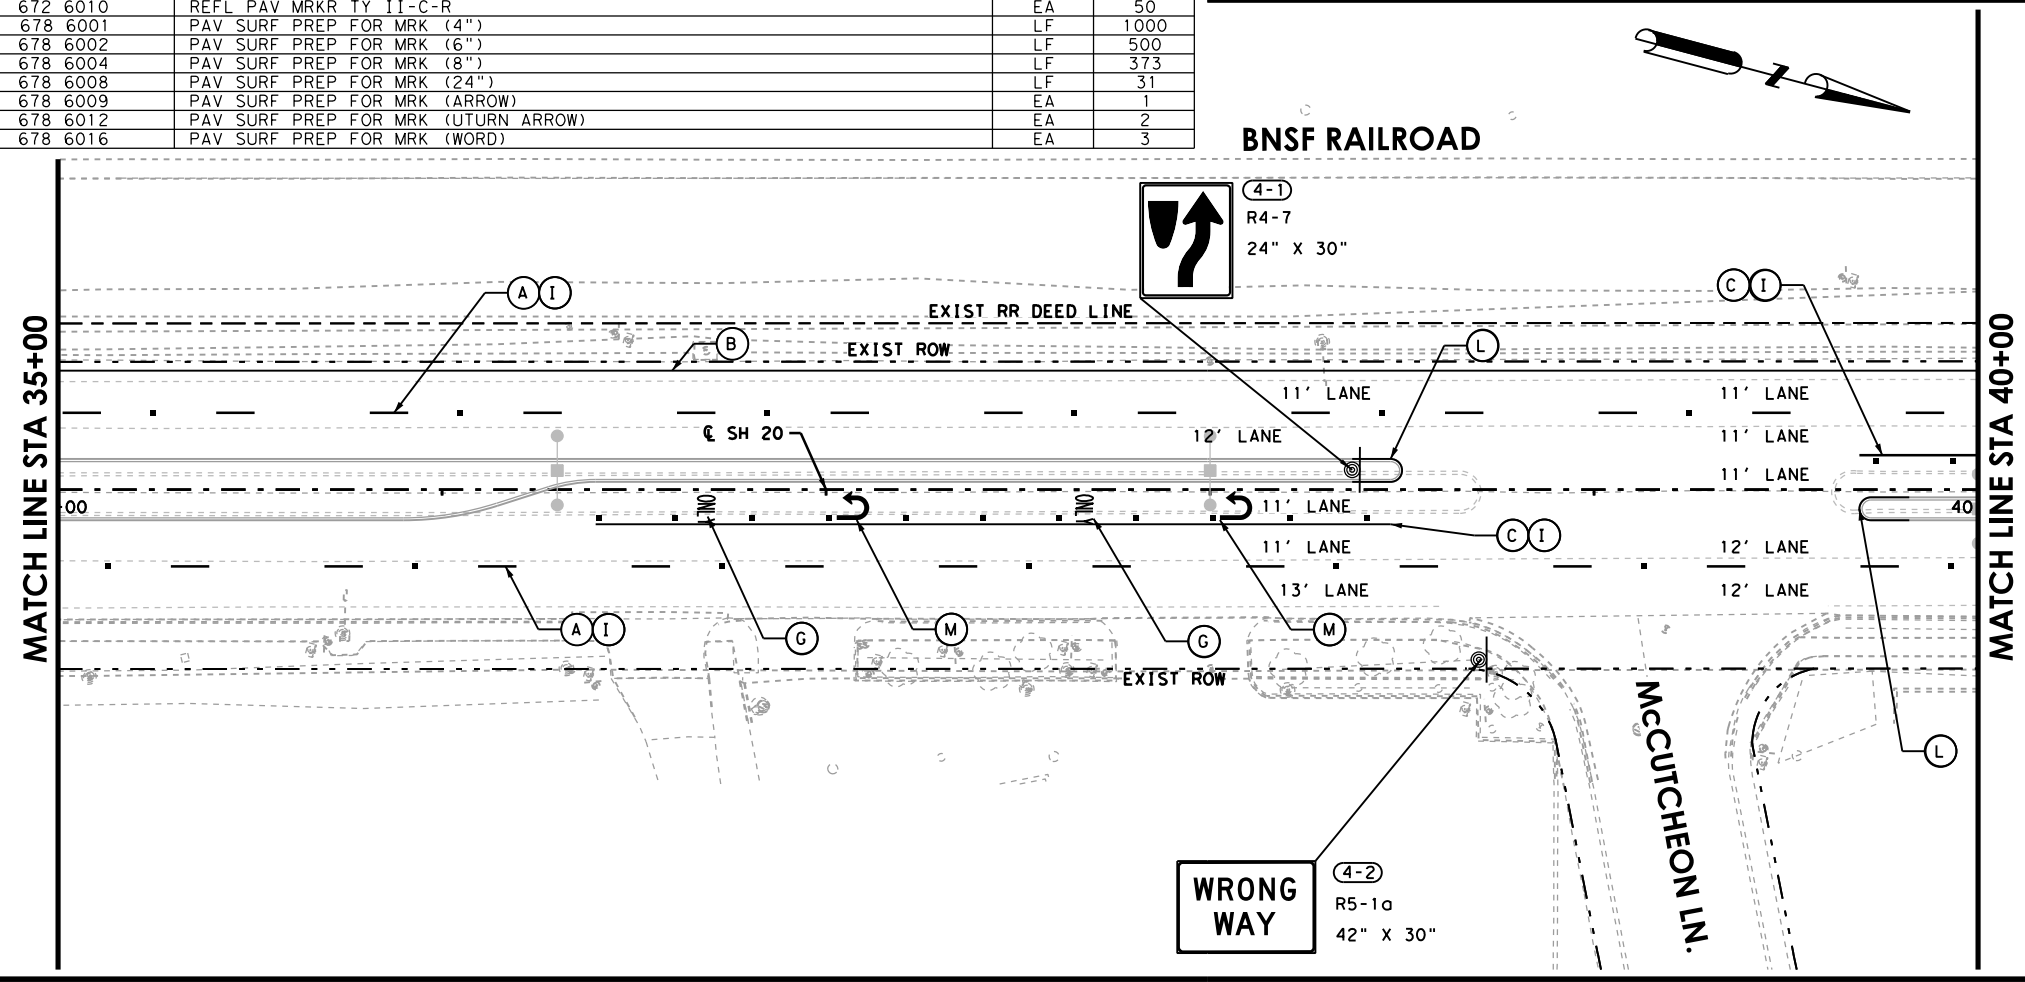 672 6010 REFL PAV MRKR TY II-C-R EA 50
678 6001 PAV SURF PREP FOR MRK (4") LF 1000
678 6002 PAV SURF PREP FOR MRK (6") LF 500
678 6004 PAV SURF PREP FOR MRK (8") LF 373
678 6008 PAV SURF PREP FOR MRK (24") LF 31
678 6009 PAV SURF PREP FOR MRK (ARROW) EA 1
678 6012 PAV SURF PREP FOR MRK (UTURN ARROW) EA 2
678 6016 PAV SURF PREP FOR MRK (WORD) EA 3
Z
BNSF RAILROAD
4-1
R4-7
24" X 30"
A I
C I
EXIST RR DEED LINE
B
EXIST ROW
L
11' LANE
11' LANE
℄ SH 20
12' LANE
11' LANE
11' LANE
MATCH LINE STA 35+00
MATCH LINE STA 40+00
00
ONLY
ONLY
11' LANE
40
C I
11' LANE
12' LANE
13' LANE
12' LANE
A I
G
M
G
M
EXIST ROW
McCUTCHEON LN.
L
WRONG
WAY
4-2
R5-1a
42" X 30"